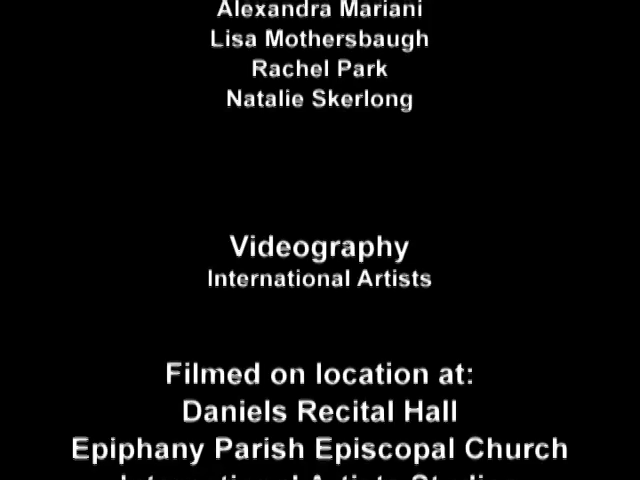 Alexandra Mariani
Lisa Mothersbaugh
Rachel Park
Natalie Skerlong
Videography
International Artists
Filmed on location at:
Daniels Recital Hall
Epiphany Parish Episcopal Church